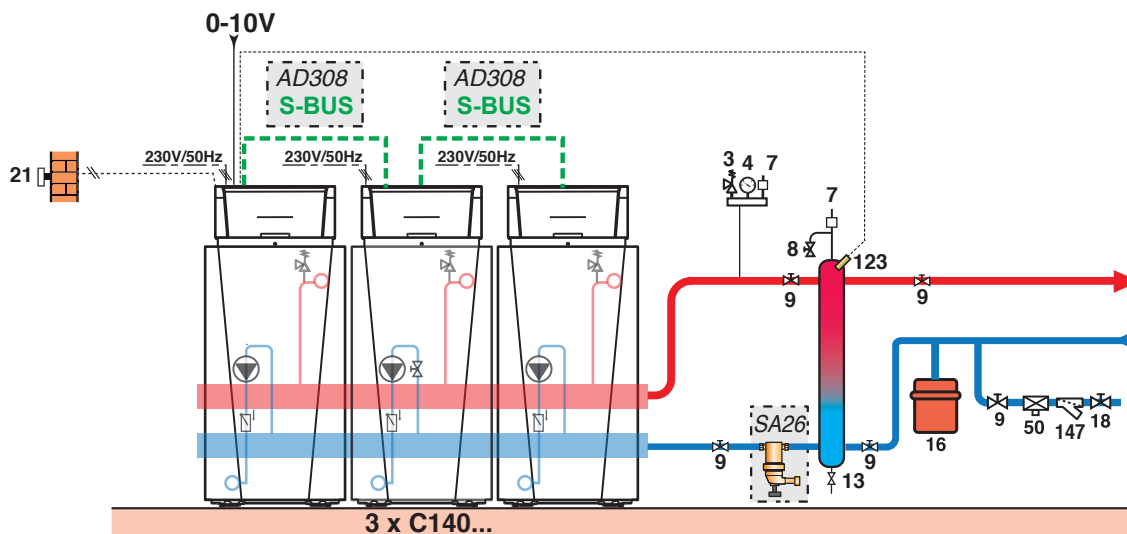 0-10V
AD308
S-BUS
AD308
S-BUS
230V/50Hz
230V/50Hz
230V/50Hz
21
3 4 7
7
8
123
9
9
SA26
9
9
13
16
9
50
147
18
3 x C140...